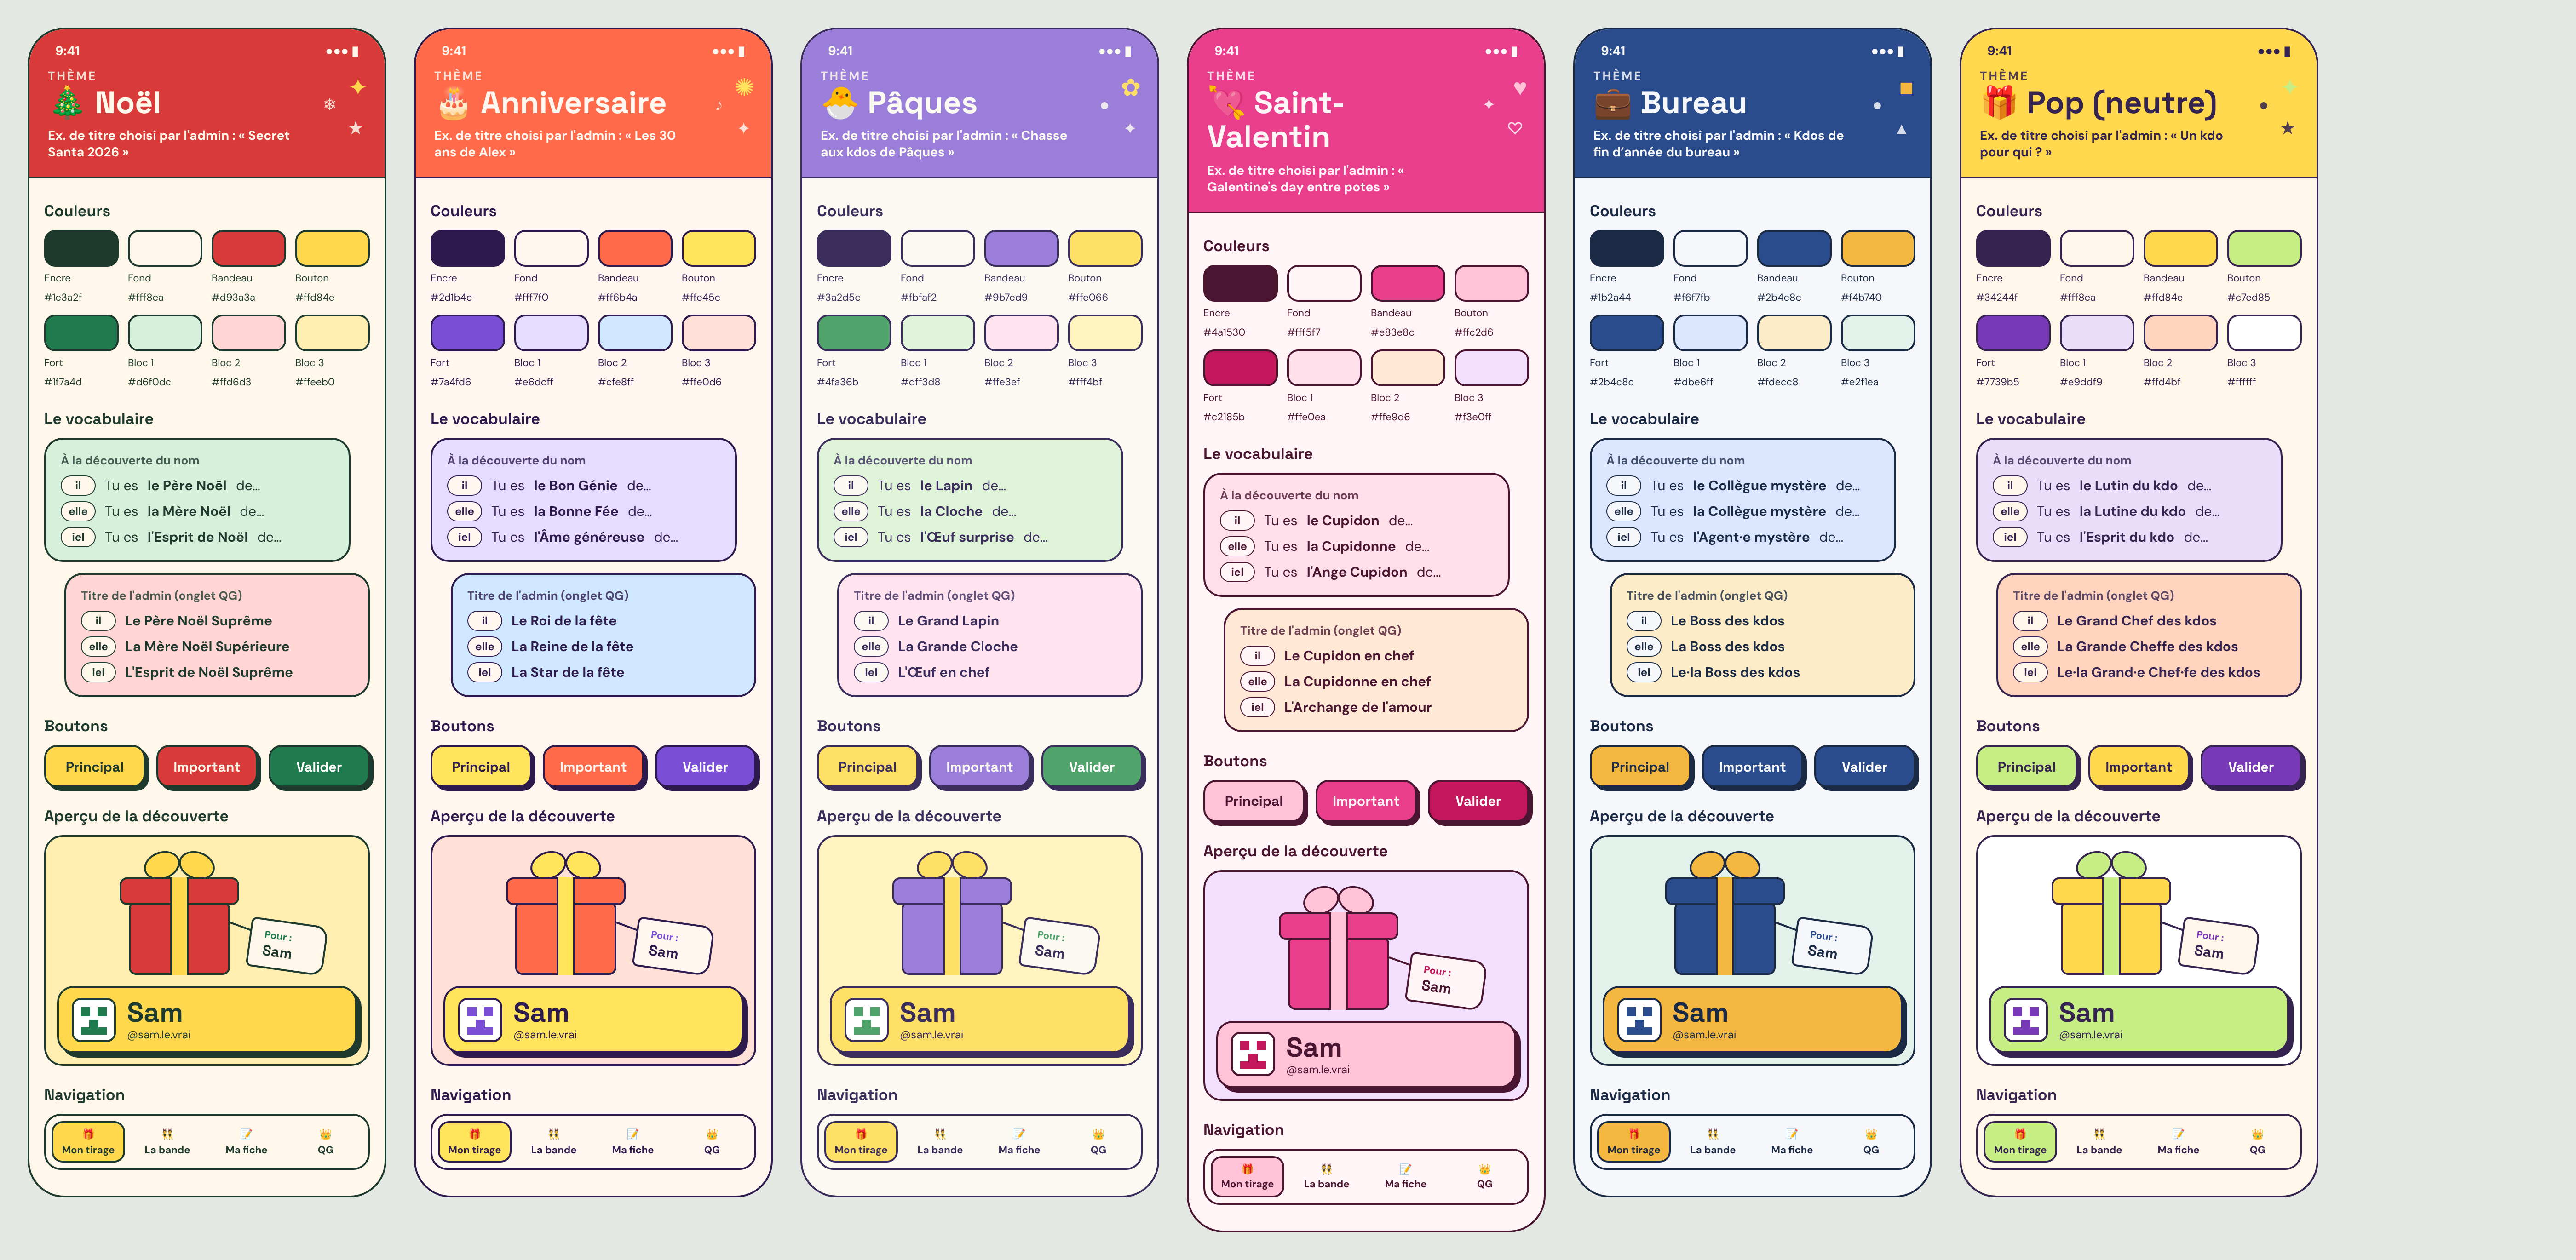 9:41
THÈME
🎄 Noël
Ex. de titre choisi par l'admin : « Secret
Santa 2026 »
Couleurs
Encre Fond Bandeau Bouton
#1e3a2f #fff8ea #d93a3a #ffd84e
Fort Bloc 1 Bloc 2 Bloc 3
#1f7a4d #d6f0dc #ffd6d3 #ffeeb0
Le vocabulaire
À la découverte du nom
il Tu es le Père Noël de…
elle Tu es la Mère Noël de…
iel Tu es l'Esprit de Noël de…
Titre de l'admin (onglet QG)
il Le Père Noël Suprême
elle La Mère Noël Supérieure
iel L'Esprit de Noël Suprême
Boutons
Principal Important Valider
Aperçu de la découverte
Pour :
Sam
Sam
@sam.le.vrai
Navigation
Mon tirage La bande Ma fiche QG
9:41
THÈME
🎂 Anniversaire
Ex. de titre choisi par l'admin : « Les 30
ans de Alex »
Couleurs
Encre Fond Bandeau Bouton
#2d1b4e #fff7f0 #ff6b4a #ffe45c
Fort Bloc 1 Bloc 2 Bloc 3
#7a4fd6 #e6dcff #cfe8ff #ffe0d6
Le vocabulaire
À la découverte du nom
il Tu es le Bon Génie de…
elle Tu es la Bonne Fée de…
iel Tu es l'Âme généreuse de…
Titre de l'admin (onglet QG)
il Le Roi de la fête
elle La Reine de la fête
iel La Star de la fête
Boutons
Principal Important Valider
Aperçu de la découverte
Pour :
Sam
Sam
@sam.le.vrai
Navigation
Mon tirage La bande Ma fiche QG
9:41
THÈME
🐣 Pâques
Ex. de titre choisi par l'admin : « Chasse
aux kdos de Pâques »
Couleurs
Encre Fond Bandeau Bouton
#3a2d5c #fbfaf2 #9b7ed9 #ffe066
Fort Bloc 1 Bloc 2 Bloc 3
#4fa36b #dff3d8 #ffe3ef #fff4bf
Le vocabulaire
À la découverte du nom
il Tu es le Lapin de…
elle Tu es la Cloche de…
iel Tu es l'Œuf surprise de…
Titre de l'admin (onglet QG)
il Le Grand Lapin
elle La Grande Cloche
iel L'Œuf en chef
Boutons
Principal Important Valider
Aperçu de la découverte
Pour :
Sam
Sam
@sam.le.vrai
Navigation
Mon tirage La bande Ma fiche QG
9:41
THÈME
💘 Saint-
Valentin
Ex. de titre choisi par l'admin : «
Galentine's day entre potes »
Couleurs
Encre Fond Bandeau Bouton
#4a1530 #fff5f7 #e83e8c #ffc2d6
Fort Bloc 1 Bloc 2 Bloc 3
#c2185b #ffe0ea #ffe9d6 #f3e0ff
Le vocabulaire
À la découverte du nom
il Tu es le Cupidon de…
elle Tu es la Cupidonne de…
iel Tu es l'Ange Cupidon de…
Titre de l'admin (onglet QG)
il Le Cupidon en chef
elle La Cupidonne en chef
iel L'Archange de l'amour
Boutons
Principal Important Valider
Aperçu de la découverte
Pour :
Sam
Sam
@sam.le.vrai
Navigation
Mon tirage La bande Ma fiche QG
9:41
THÈME
💼 Bureau
Ex. de titre choisi par l'admin : « Kdos de
fin d’année du bureau »
Couleurs
Encre Fond Bandeau Bouton
#1b2a44 #f6f7fb #2b4c8c #f4b740
Fort Bloc 1 Bloc 2 Bloc 3
#2b4c8c #dbe6ff #fdecc8 #e2f1ea
Le vocabulaire
À la découverte du nom
il Tu es le Collègue mystère de…
elle Tu es la Collègue mystère de…
iel Tu es l'Agent·e mystère de…
Titre de l'admin (onglet QG)
il Le Boss des kdos
elle La Boss des kdos
iel Le·la Boss des kdos
Boutons
Principal Important Valider
Aperçu de la découverte
Pour :
Sam
Sam
@sam.le.vrai
Navigation
Mon tirage La bande Ma fiche QG
9:41
THÈME
🎁 Pop (neutre)
Ex. de titre choisi par l'admin : « Un kdo
pour qui ? »
Couleurs
Encre Fond Bandeau Bouton
#34244f #fff8ea #ffd84e #c7ed85
Fort Bloc 1 Bloc 2 Bloc 3
#7739b5 #e9ddf9 #ffd4bf #ffffff
Le vocabulaire
À la découverte du nom
il Tu es le Lutin du kdo de…
elle Tu es la Lutine du kdo de…
iel Tu es l'Esprit du kdo de…
Titre de l'admin (onglet QG)
il Le Grand Chef des kdos
elle La Grande Cheffe des kdos
iel Le·la Grand·e Chef·fe des kdos
Boutons
Principal Important Valider
Aperçu de la découverte
Pour :
Sam
Sam
@sam.le.vrai
Navigation
Mon tirage La bande Ma fiche QG